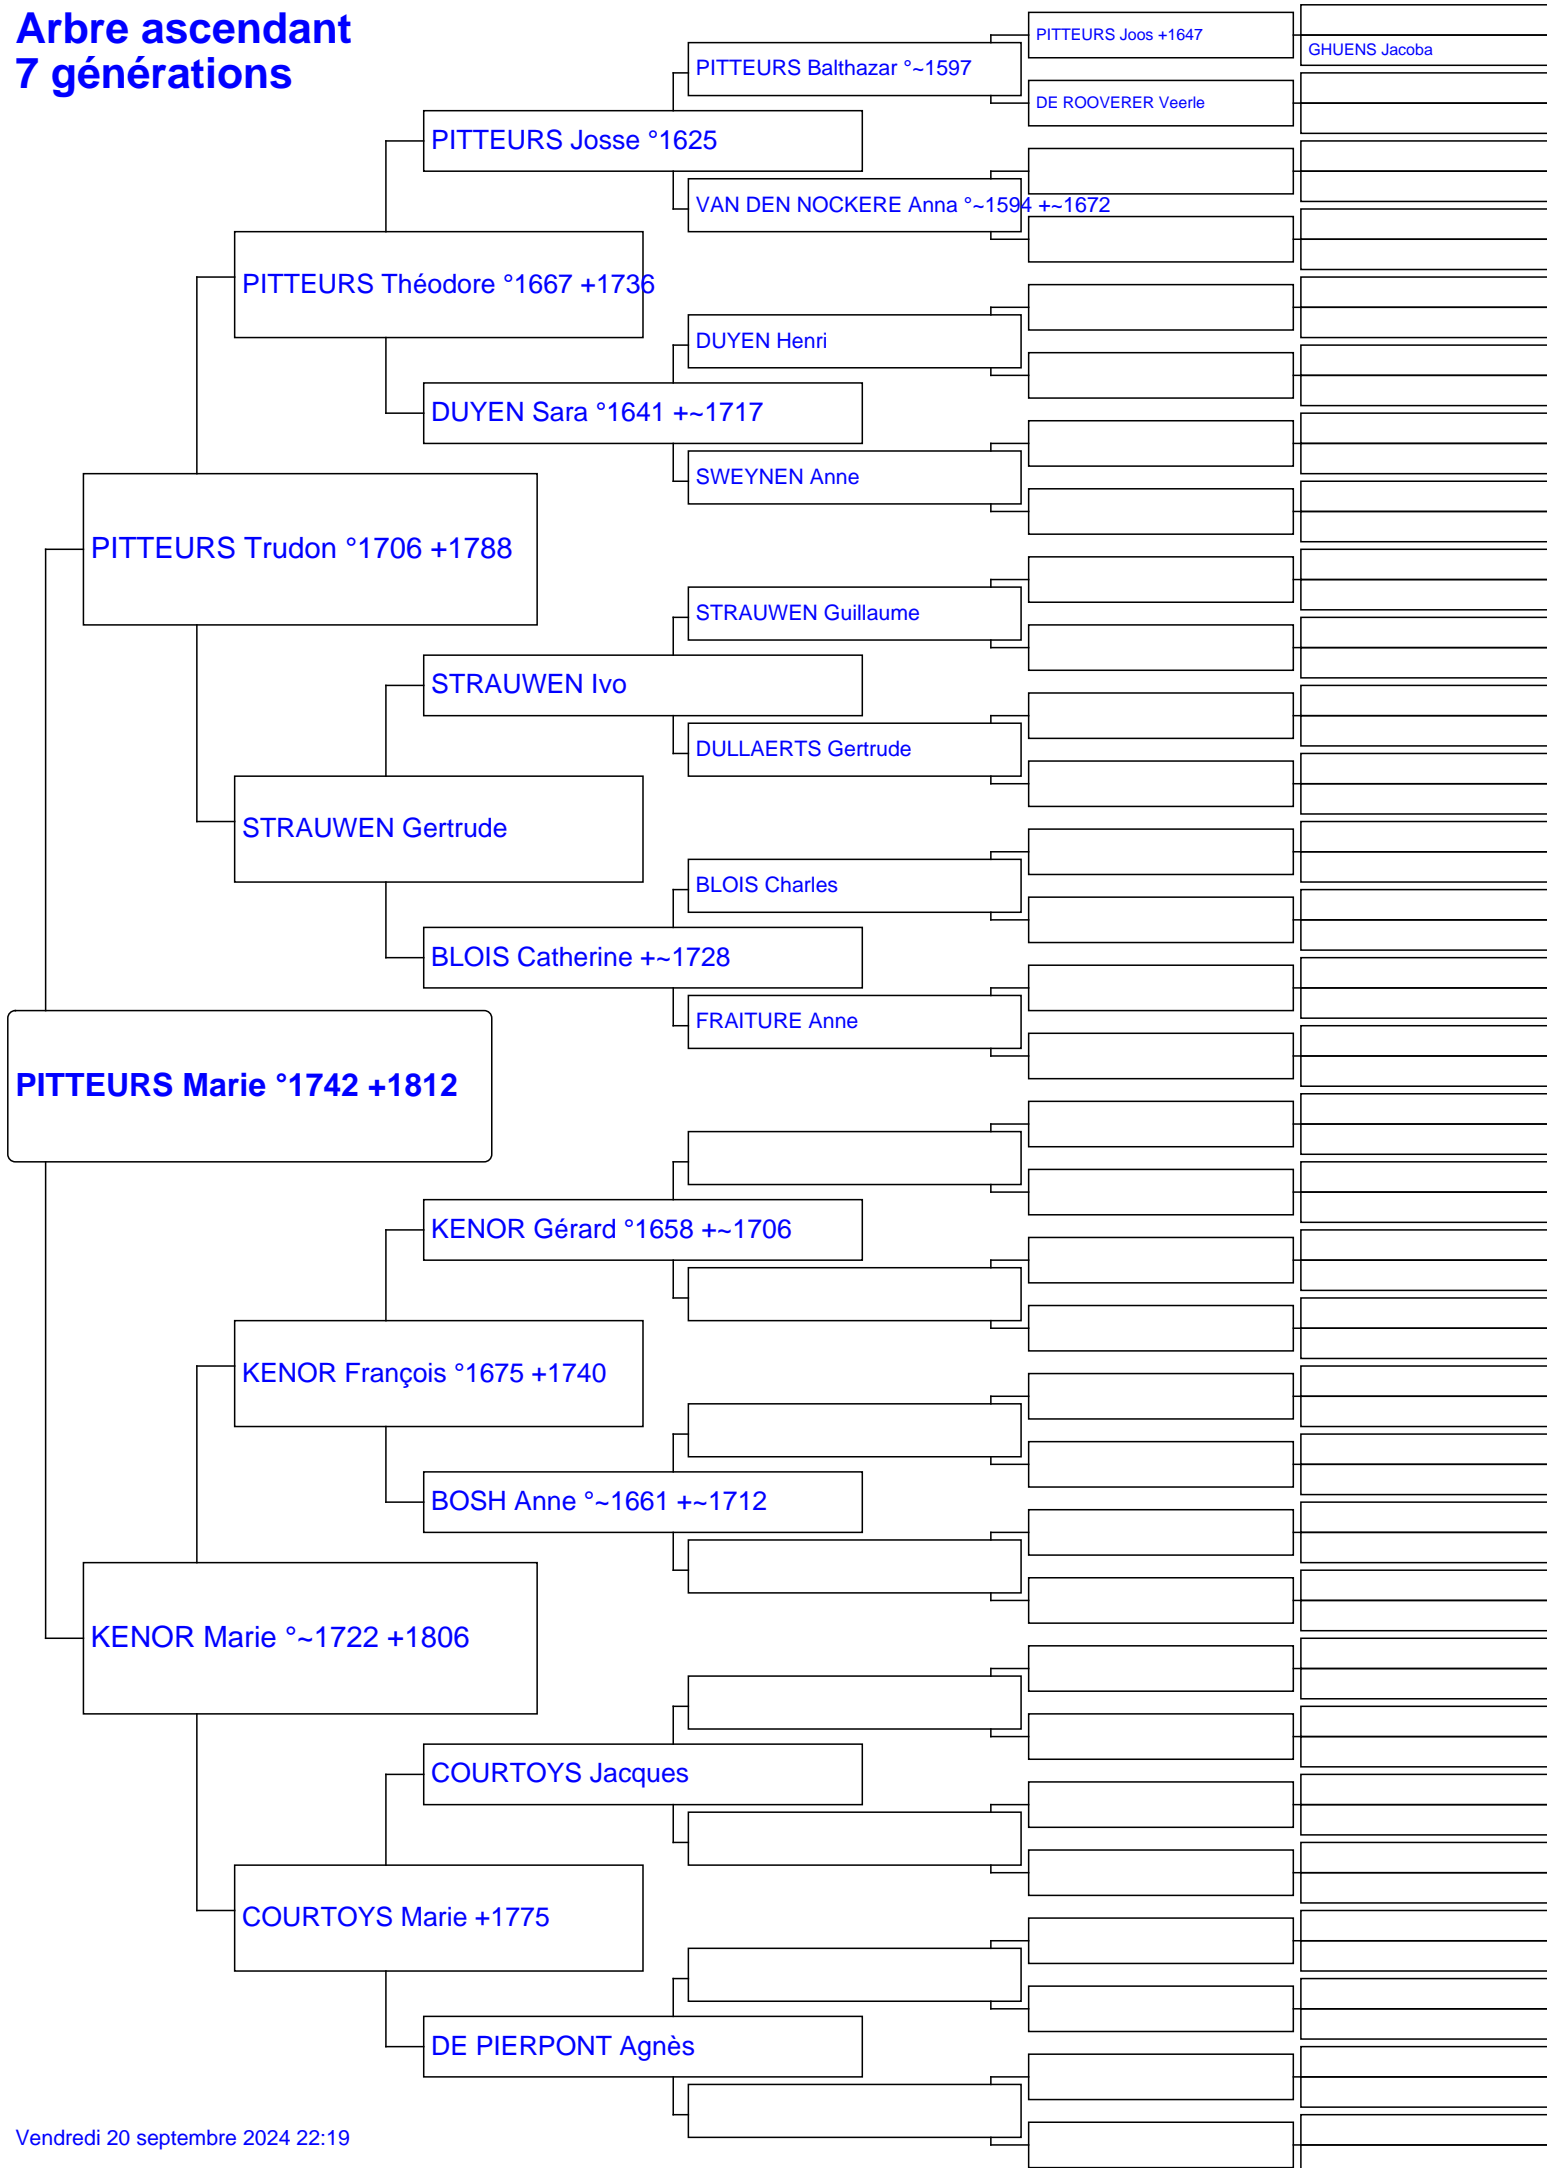 Arbre ascendant
7 générations
PITTEURS Joos +1647
GHUENS Jacoba
PITTEURS Balthazar °~1597
DE ROOVERER Veerle
PITTEURS Josse °1625
VAN DEN NOCKERE Anna °~1594 +~1672
PITTEURS Théodore °1667 +1736
DUYEN Henri
DUYEN Sara °1641 +~1717
SWEYNEN Anne
PITTEURS Trudon °1706 +1788
STRAUWEN Guillaume
STRAUWEN Ivo
DULLAERTS Gertrude
STRAUWEN Gertrude
BLOIS Charles
BLOIS Catherine +~1728
FRAITURE Anne
PITTEURS Marie °1742 +1812
KENOR Gérard °1658 +~1706
KENOR François °1675 +1740
BOSH Anne °~1661 +~1712
KENOR Marie °~1722 +1806
COURTOYS Jacques
COURTOYS Marie +1775
DE PIERPONT Agnès
Vendredi 20 septembre 2024 22:19